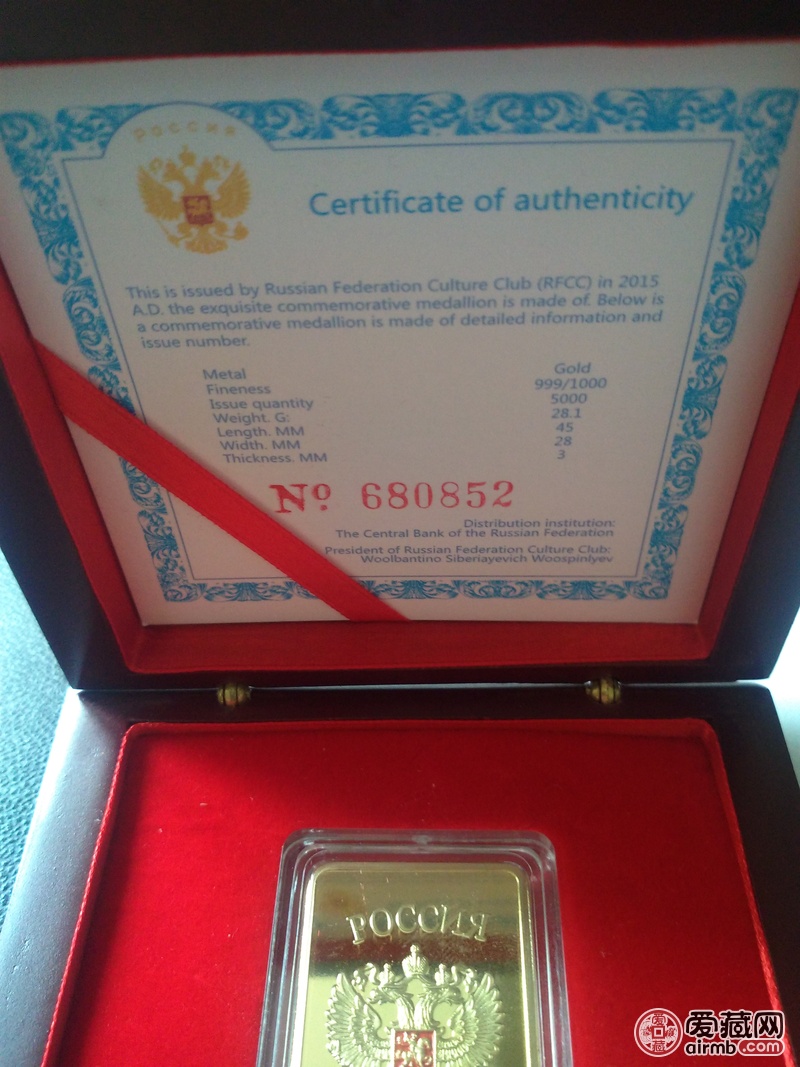 Россия
Certificate of authenticity
This is issued by Russian Federation Culture Club (RFCC) in 2015
A.D. the exquisite commemorative medallion is made of. Below is
a commemorative medallion is made of detailed information and
issue number.
Metal Gold
Fineness 999/1000
Issue quantity 5000
Weight. G: 28.1
Length. MM 45
Width. MM 28
Thickness. MM 3
Nº 680852
Distribution institution:
The Central Bank of the Russian Federation
President of Russian Federation Culture Club:
Woolbantino Siberiayevich Woospinlyev
РОССИЯ
爱藏网
airmb.com